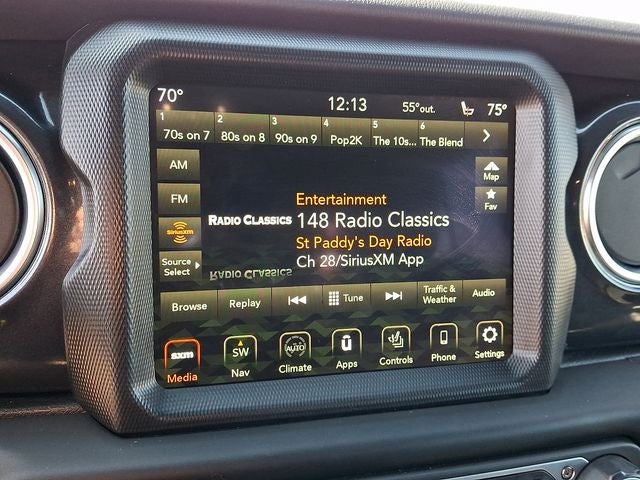 70° 12:13 55°out. 75°
1 2 3 4 5 6
70s on 7 80s on 8 90s on 9 Pop2K The 10s... The Blend
AM
Map
FM
Fav
SiriusXM
Entertainment
RADIO CLASSICS 148 Radio Classics
St Paddy's Day Radio
Source Select
Ch 28/SiriusXM App
RADIO CLASSICS
Browse Replay Tune Traffic & Weather Audio
sxm SW AUTO
Media Nav Climate Apps Controls Phone Settings